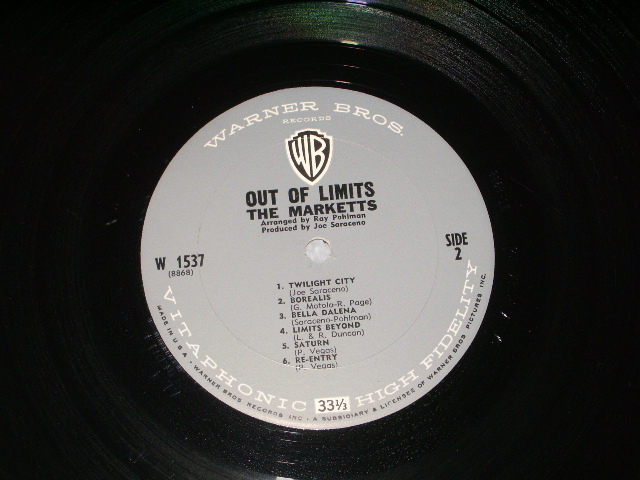 WARNER BROS.
RECORDS
WB
OUT OF LIMITS
THE MARKETTS
Arranged by Ray Pohlman
Produced by Joe Saraceno
W 1537
(8868)
SIDE
2
1. TWILIGHT CITY
(Joe Saraceno)
2. BOREALIS
(G. Motola-R. Page)
3. BELLA DALENA
(Saraceno-Pohlman)
4. LIMITS BEYOND
(L. & R. Duncan)
5. SATURN
(P. Vegas)
6. RE-ENTRY
(P. Vegas)
VITAPHONIC 33⅓ HIGH FIDELITY
MADE IN U.S.A. • WARNER BROS. RECORDS INC. • A SUBSIDIARY & LICENSEE OF WARNER BROS. PICTURES, INC.